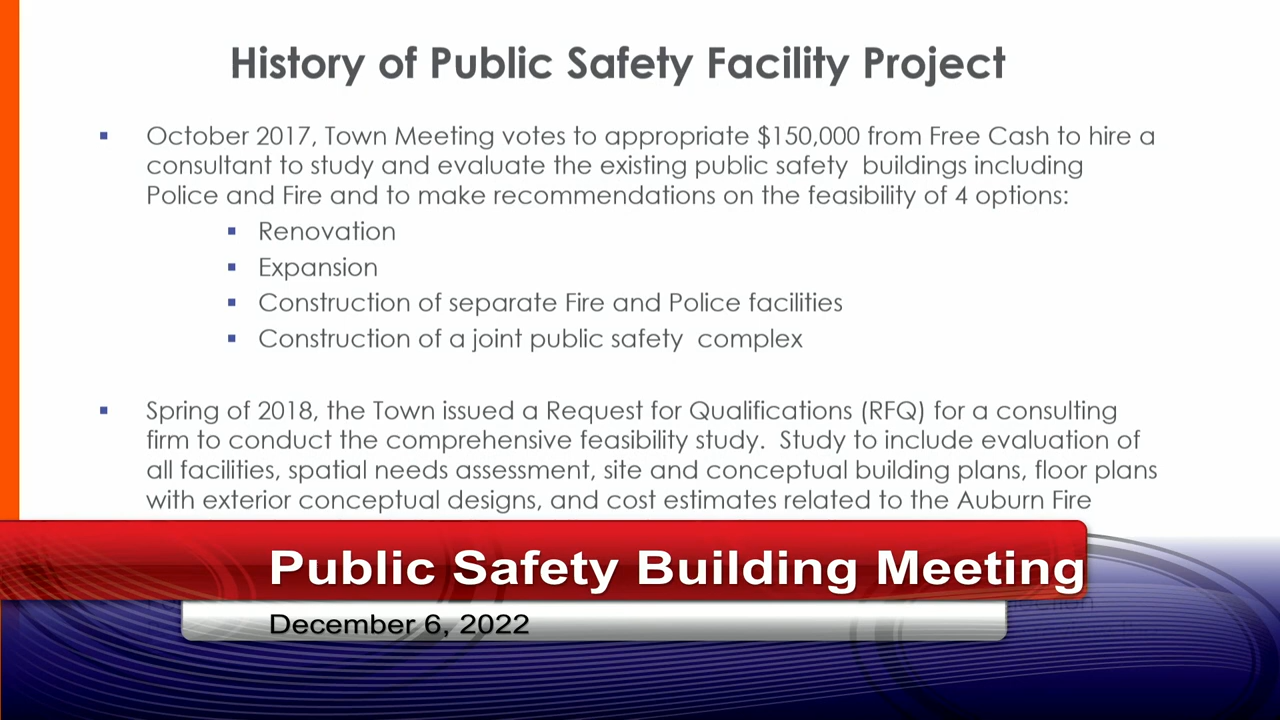 History of Public Safety Facility Project
▪ October 2017, Town Meeting votes to appropriate $150,000 from Free Cash to hire a
consultant to study and evaluate the existing public safety  buildings including
Police and Fire and to make recommendations on the feasibility of 4 options:
▪ Renovation
▪ Expansion
▪ Construction of separate Fire and Police facilities
▪ Construction of a joint public safety  complex
▪ Spring of 2018, the Town issued a Request for Qualifications (RFQ) for a consulting
firm to conduct the comprehensive feasibility study.  Study to include evaluation of
all facilities, spatial needs assessment, site and conceptual building plans, floor plans
with exterior conceptual designs, and cost estimates related to the Auburn Fire
Public Safety Building Meeting
December 6, 2022